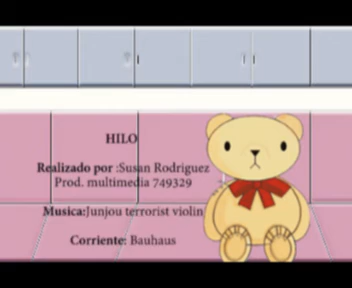 HILO
Realizado por :Susan Rodriguez
Prod. multimedia 749329
Musica:Junjou terrorist violin
Corriente: Bauhaus